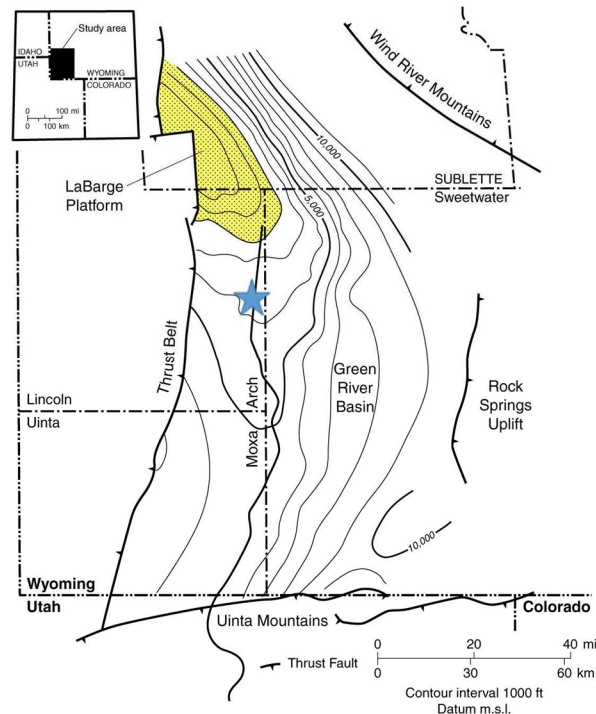 Study area
IDAHO
UTAH
WYOMING
COLORADO
0 100 mi
0 100 km
Wind River Mountains
10,000
LaBarge
Platform
SUBLETTE
Sweetwater
5,000
Thrust Belt
Green
River
Basin
Rock
Springs
Uplift
Lincoln
Uinta
Moxa Arch
10,000
Wyoming
Utah
Colorado
Uinta Mountains
Thrust Fault
0 20 40 mi
0 30 60 km
Contour interval 1000 ft
Datum m.s.l.